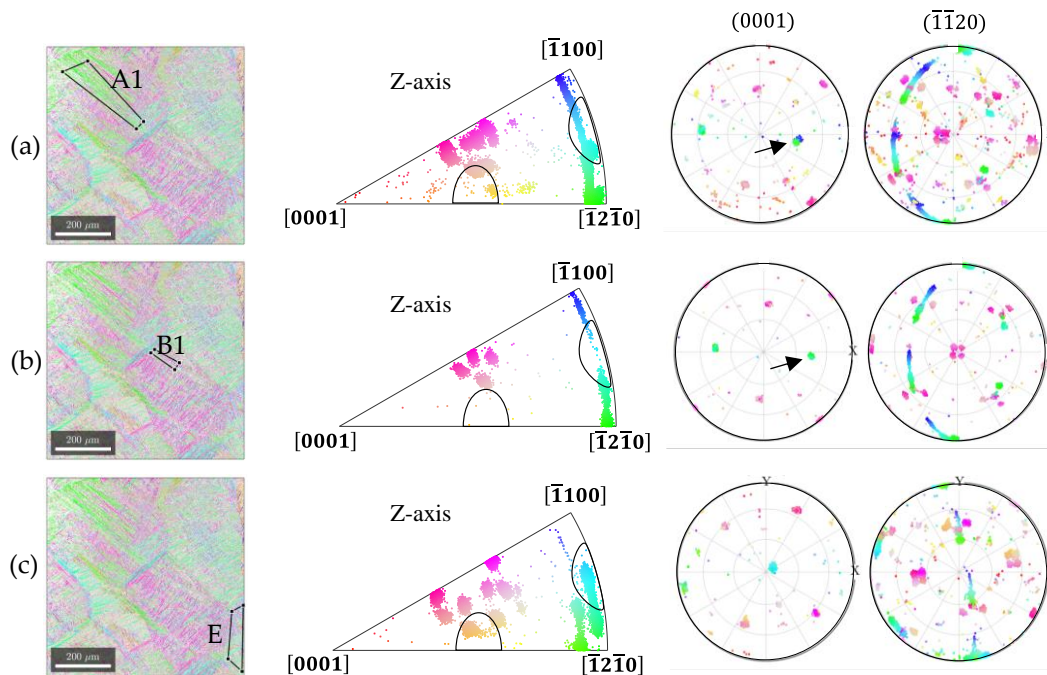 (0001) (1̅1̅20)
(a) A1 200 µm
Z-axis [1̅100] [0001] [1̅21̅0]
(b) B1 200 µm
Z-axis [1̅100] [0001] [1̅21̅0]
X
(c) E 200 µm
Z-axis [1̅100] [0001] [1̅21̅0]
Y X Y